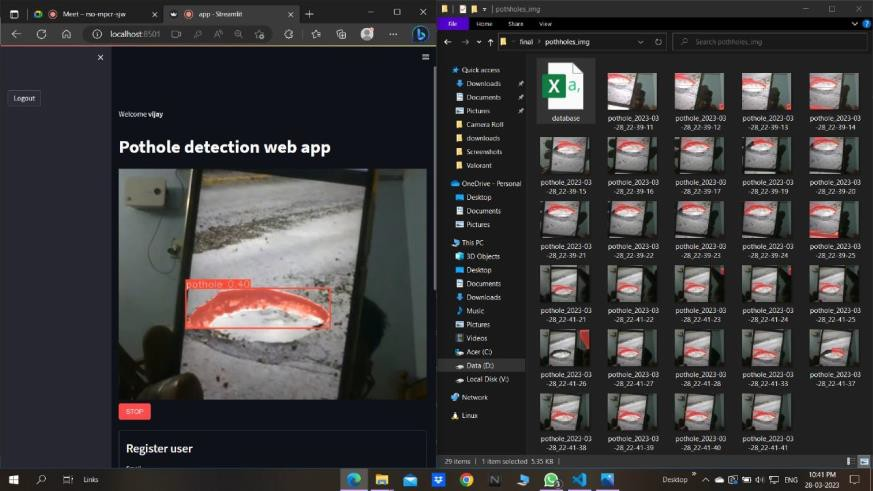 Meet – rso-mpcr-sjw
app - Streamlit
localhost:8501
Logout
Welcome vijay
Pothole detection web app
pothole 0.40
STOP
Register user
pothholes_img
File
Home
Share
View
final
pothholes_img
Search pothholes_img
Quick access
Downloads
Documents
Pictures
Camera Roll
downloads
Screenshots
Valorant
OneDrive - Personal
Desktop
Documents
Pictures
This PC
3D Objects
Desktop
Documents
Downloads
Music
Pictures
Videos
Acer (C:)
Data (D:)
Local Disk (V:)
Network
Linux
database
pothole_2023-03
-28_22-39-11
pothole_2023-03
-28_22-39-12
pothole_2023-03
-28_22-39-13
pothole_2023-03
-28_22-39-14
pothole_2023-03
-28_22-39-15
pothole_2023-03
-28_22-39-16
pothole_2023-03
-28_22-39-17
pothole_2023-03
-28_22-39-19
pothole_2023-03
-28_22-39-20
pothole_2023-03
-28_22-39-21
pothole_2023-03
-28_22-39-22
pothole_2023-03
-28_22-39-23
pothole_2023-03
-28_22-39-24
pothole_2023-03
-28_22-39-25
pothole_2023-03
-28_22-41-21
pothole_2023-03
-28_22-41-22
pothole_2023-03
-28_22-41-23
pothole_2023-03
-28_22-41-24
pothole_2023-03
-28_22-41-25
pothole_2023-03
-28_22-41-26
pothole_2023-03
-28_22-41-27
pothole_2023-03
-28_22-41-28
pothole_2023-03
-28_22-41-33
pothole_2023-03
-28_22-41-37
pothole_2023-03
-28_22-41-38
pothole_2023-03
-28_22-41-39
pothole_2023-03
-28_22-41-40
pothole_2023-03
-28_22-41-41
29 items
1 item selected 5.35 KB
Links
Desktop
ENG
10:41 PM
28-03-2023